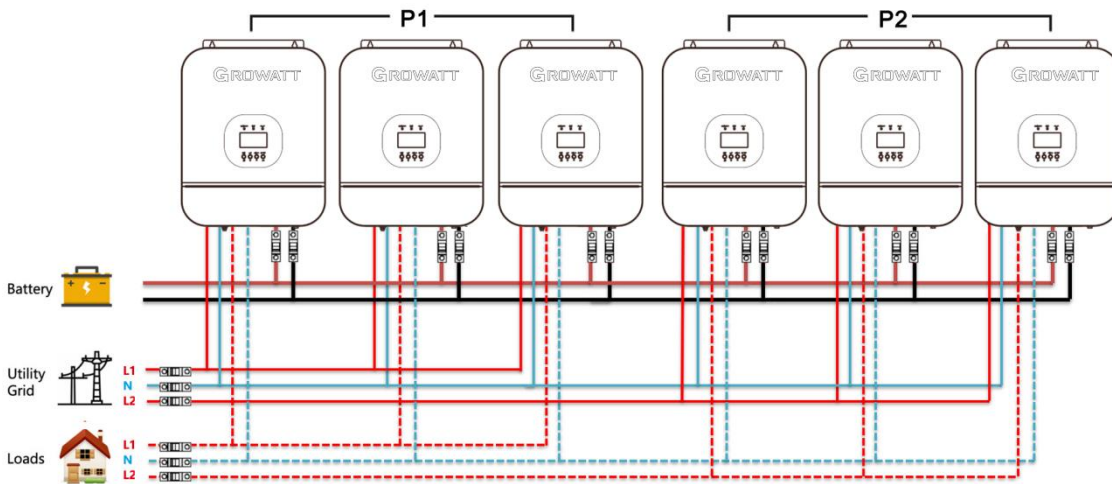 P1
P2
GROWATT
GROWATT
GROWATT
GROWATT
GROWATT
GROWATT
Battery
+ −
Utility
Grid
L1
N
L2
Loads
L1
N
L2